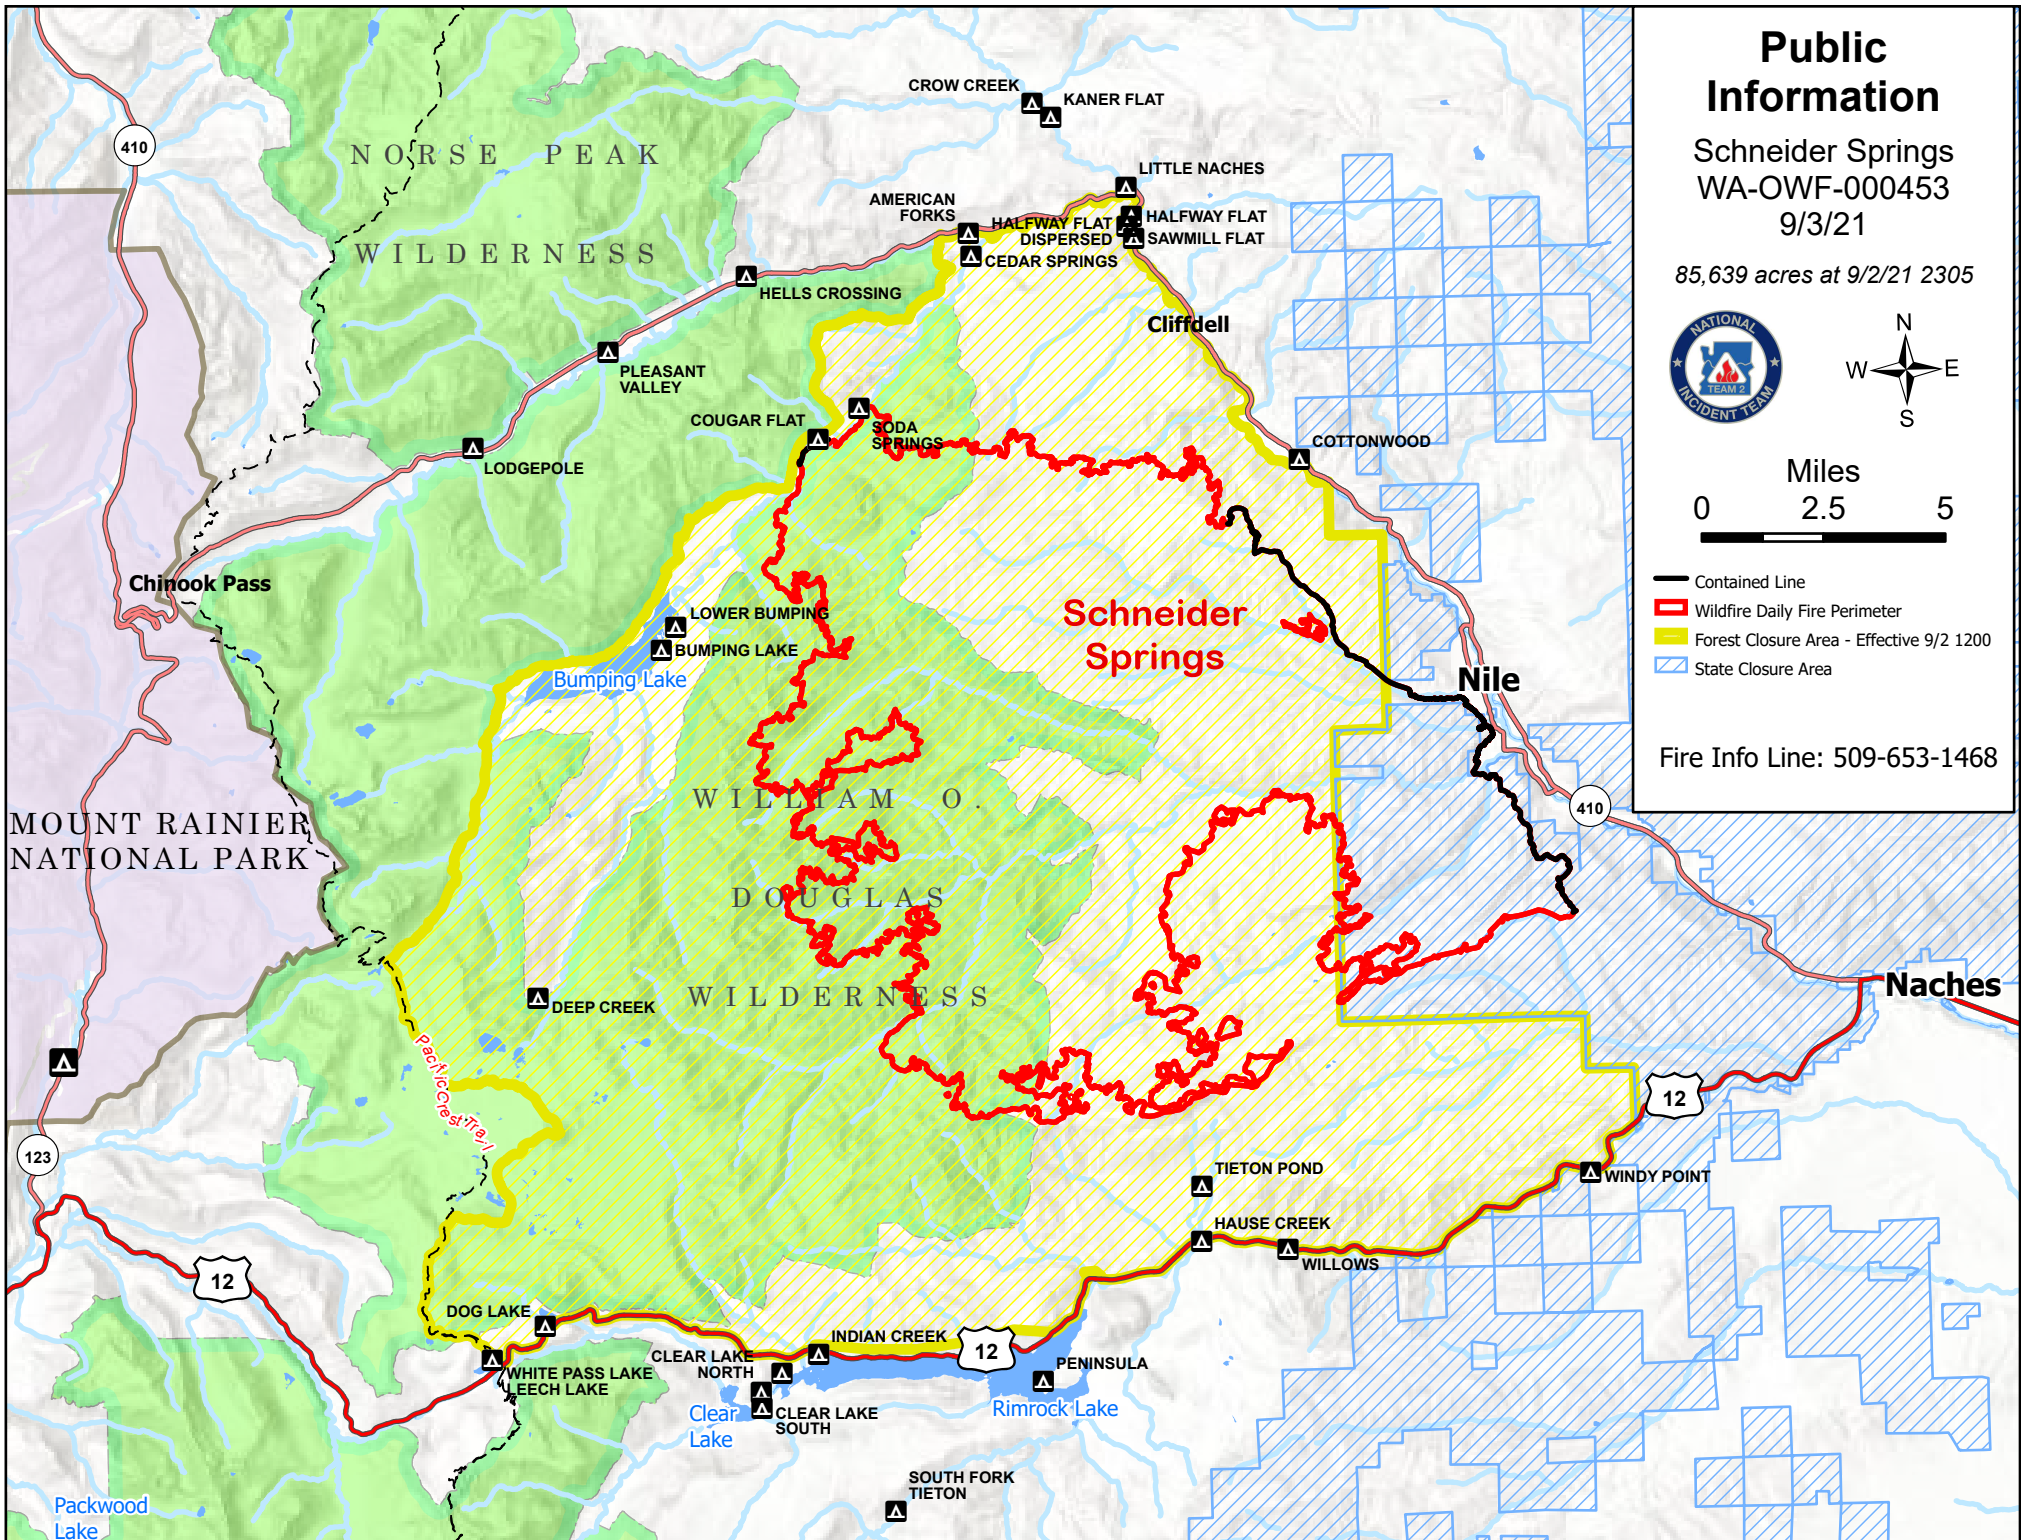 Public
Information
Schneider Springs
WA-OWF-000453
9/3/21
85,639 acres at 9/2/21 2305
NATIONAL
TEAM 2
INCIDENT TEAM
N
W
E
S
Miles
0 2.5 5
Contained Line
Wildfire Daily Fire Perimeter
Forest Closure Area - Effective 9/2 1200
State Closure Area
Fire Info Line: 509-653-1468
CROW CREEK
KANER FLAT
410
NORSE PEAK
WILDERNESS
LITTLE NACHES
AMERICAN
FORKS
HALFWAY FLAT
HALFWAY FLAT
DISPERSED
SAWMILL FLAT
CEDAR SPRINGS
HELLS CROSSING
Cliffdell
PLEASANT
VALLEY
COUGAR FLAT
SODA
SPRINGS
COTTONWOOD
LODGEPOLE
Chinook Pass
Schneider
Springs
LOWER BUMPING
BUMPING LAKE
Bumping Lake
Nile
WILLIAM O.
DOUGLAS
WILDERNESS
410
MOUNT RAINIER
NATIONAL PARK
Naches
DEEP CREEK
Pacific Crest Trail
12
123
TIETON POND
WINDY POINT
HAUSE CREEK
WILLOWS
12
DOG LAKE
INDIAN CREEK
12
CLEAR LAKE
NORTH
PENINSULA
WHITE PASS LAKE
LEECH LAKE
Clear
Lake
CLEAR LAKE
SOUTH
Rimrock Lake
SOUTH FORK
TIETON
Packwood
Lake